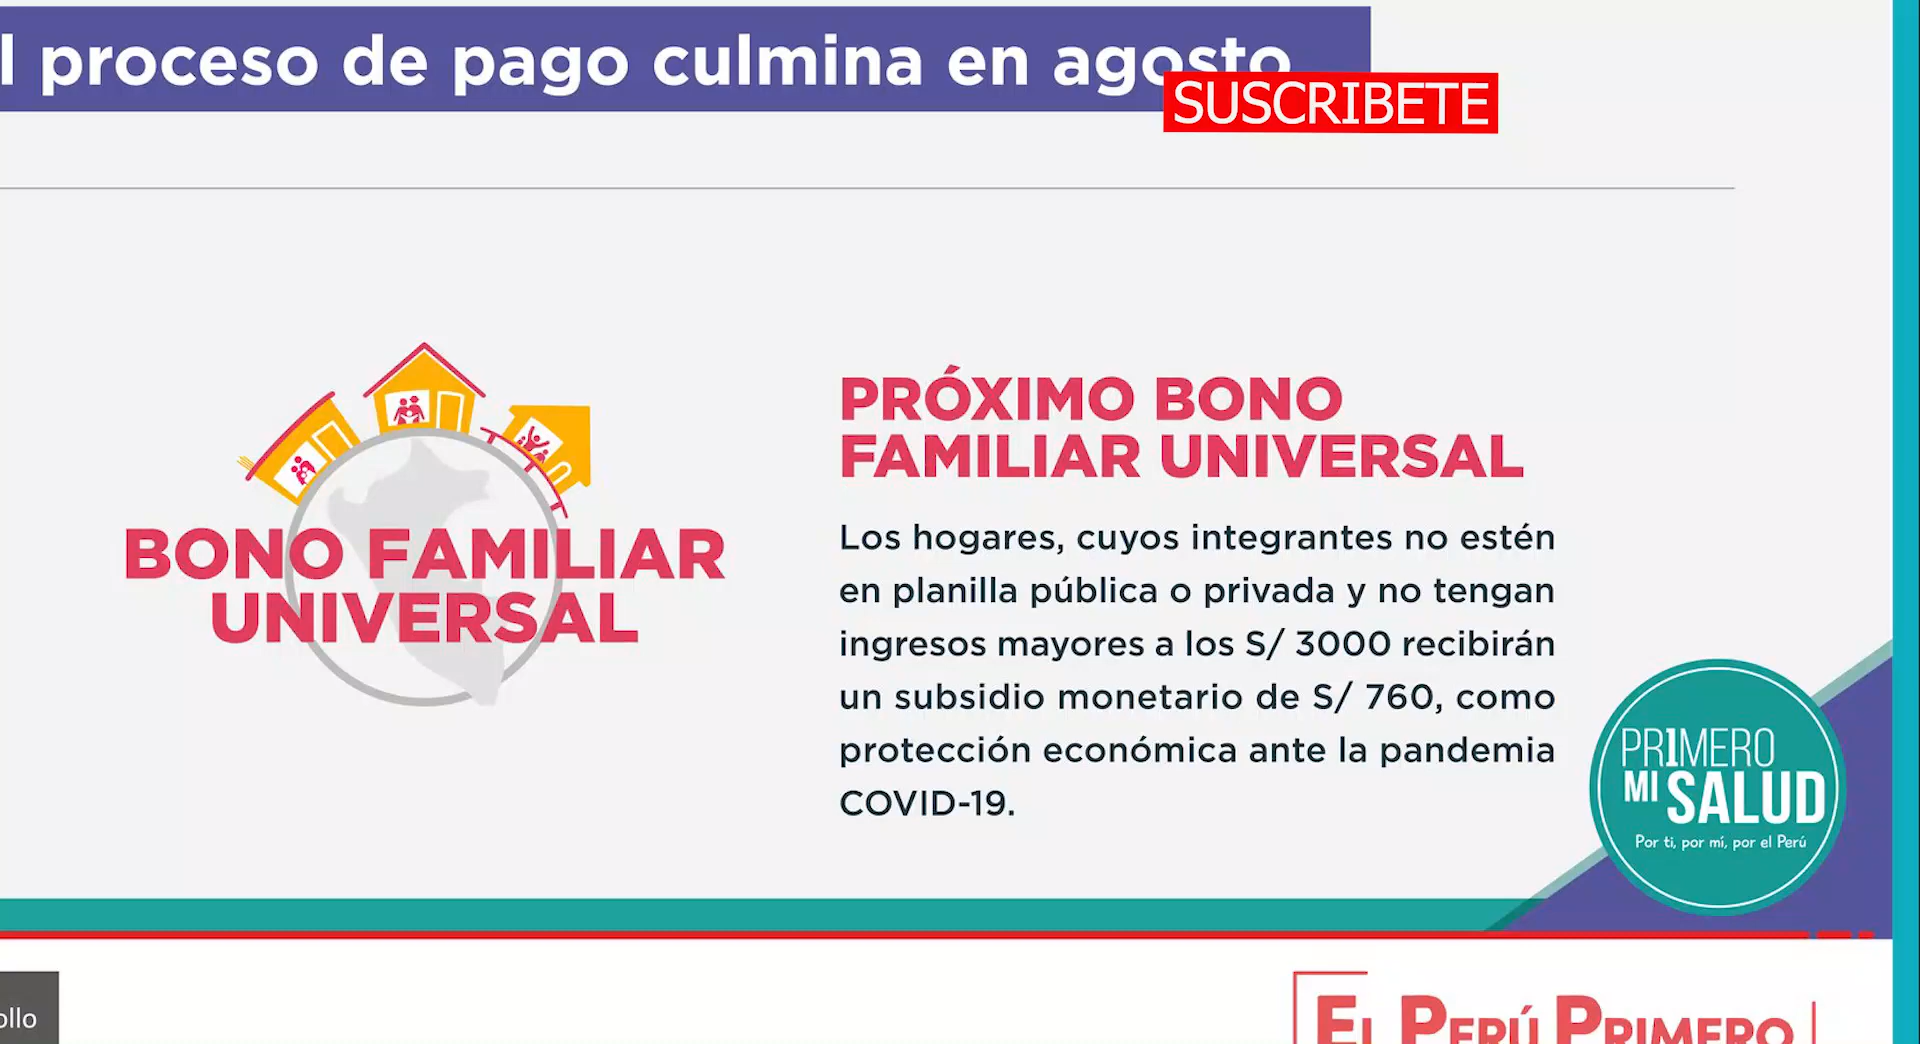 l proceso de pago culmina en agosto
SUSCRIBETE
BONO FAMILIAR
UNIVERSAL
PRÓXIMO BONO
FAMILIAR UNIVERSAL
Los hogares, cuyos integrantes no estén
en planilla pública o privada y no tengan
ingresos mayores a los S/ 3000 recibirán
un subsidio monetario de S/ 760, como
protección económica ante la pandemia
COVID-19.
PR1MERO
MI SALUD
Por ti, por mí, por el Perú
ollo
EL PERÚ PRIMERO